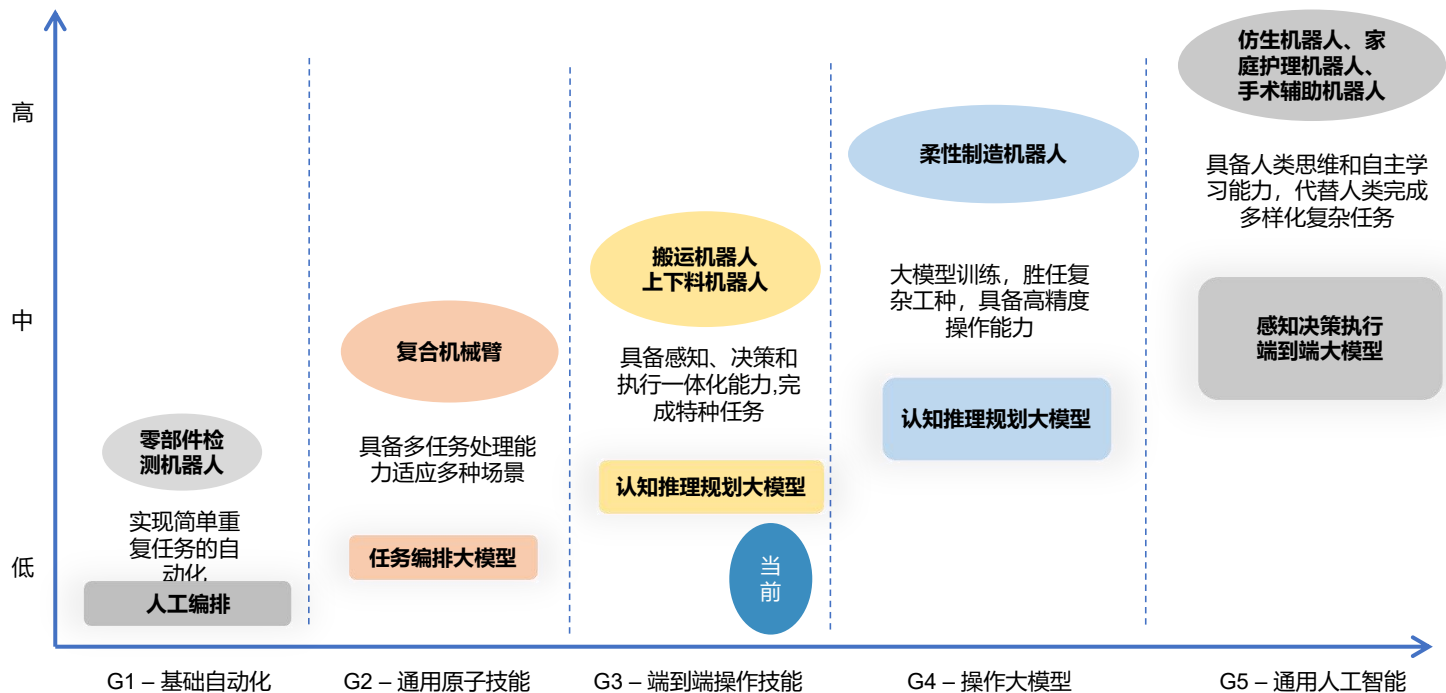 高
中
低
零部件检
测机器人
实现简单重
复任务的自
动化
人工编排
复合机械臂
具备多任务处理能
力适应多种场景
任务编排大模型
搬运机器人
上下料机器人
具备感知、决策和
执行一体化能力,完
成特种任务
认知推理规划大模型
当
前
柔性制造机器人
大模型训练，胜任复
杂工种，具备高精度
操作能力
认知推理规划大模型
仿生机器人、家
庭护理机器人、
手术辅助机器人
具备人类思维和自主学
习能力，代替人类完成
多样化复杂任务
感知决策执行
端到端大模型
G1 – 基础自动化
G2 – 通用原子技能
G3 – 端到端操作技能
G4 – 操作大模型
G5 – 通用人工智能